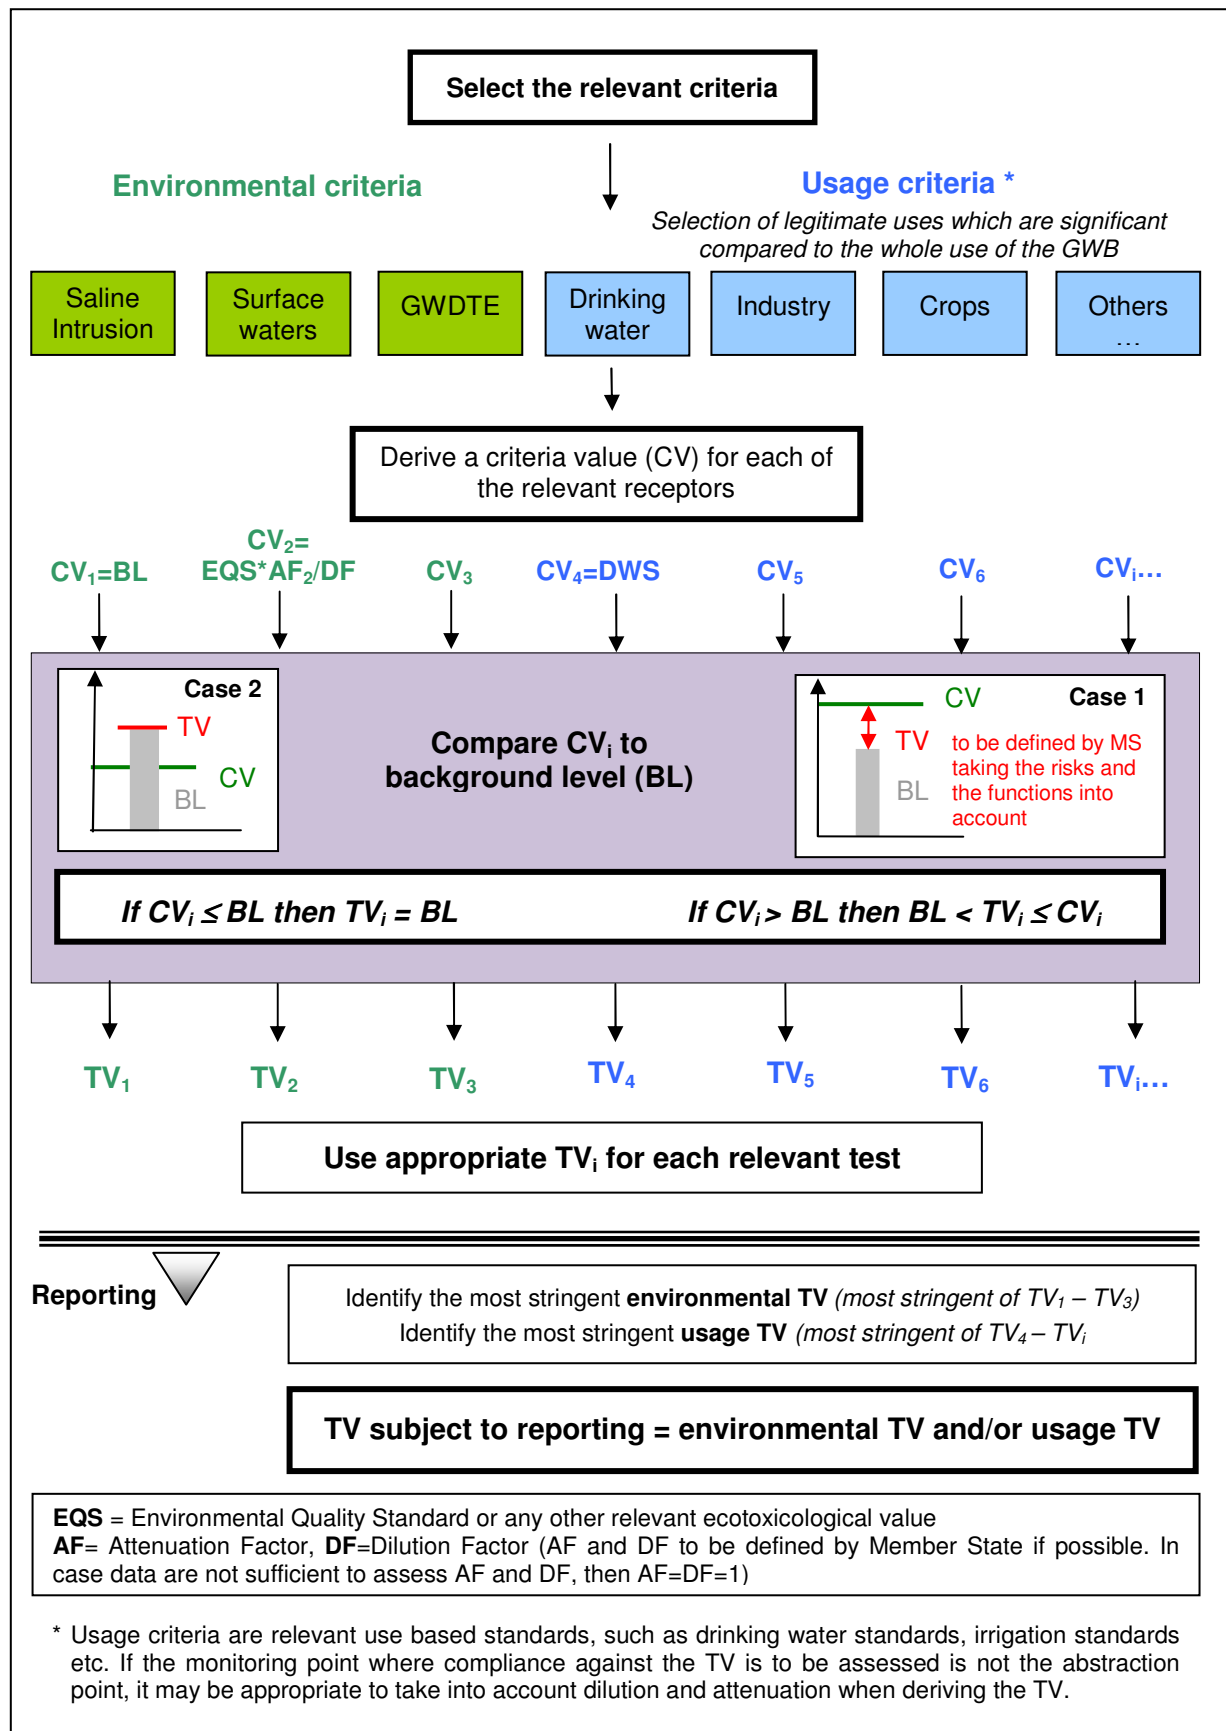 Select the relevant criteria
Environmental criteria
Usage criteria *
Selection of legitimate uses which are significant
compared to the whole use of the GWB
Saline
Intrusion
Surface
waters
GWDTE
Drinking
water
Industry
Crops
Others
...
Derive a criteria value (CV) for each of
the relevant receptors
CV1=BL
CV2=
EQS*AF2/DF
CV3
CV4=DWS
CV5
CV6
CVi...
Case 2
TV
CV
BL
Compare CVi to
background level (BL)
Case 1
CV
TV
BL
to be defined by MS
taking the risks and
the functions into
account
If CVi ≤ BL then TVi = BL
If CVi > BL then BL < TVi ≤ CVi
TV1
TV2
TV3
TV4
TV5
TV6
TVi...
Use appropriate TVi for each relevant test
Reporting
Identify the most stringent environmental TV (most stringent of TV1 – TV3)
Identify the most stringent usage TV (most stringent of TV4 – TVi
TV subject to reporting = environmental TV and/or usage TV
EQS = Environmental Quality Standard or any other relevant ecotoxicological value
AF= Attenuation Factor, DF=Dilution Factor (AF and DF to be defined by Member State if possible. In
case data are not sufficient to assess AF and DF, then AF=DF=1)
* Usage criteria are relevant use based standards, such as drinking water standards, irrigation standards
etc. If the monitoring point where compliance against the TV is to be assessed is not the abstraction
point, it may be appropriate to take into account dilution and attenuation when deriving the TV.